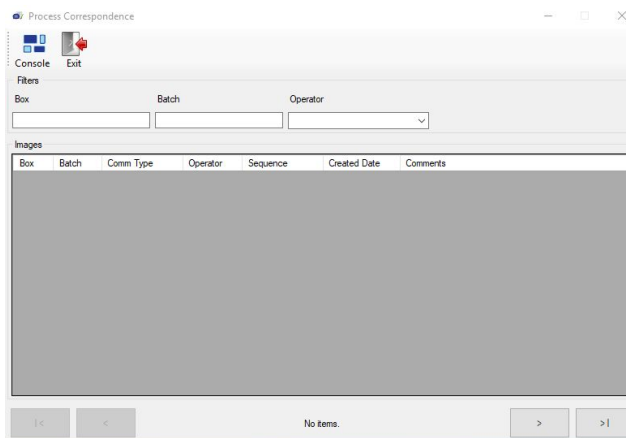 Process Correspondence
Console Exit
Filters
Box Batch Operator
Images
Box Batch Comm Type Operator Sequence Created Date Comments
|< < No items. > >|